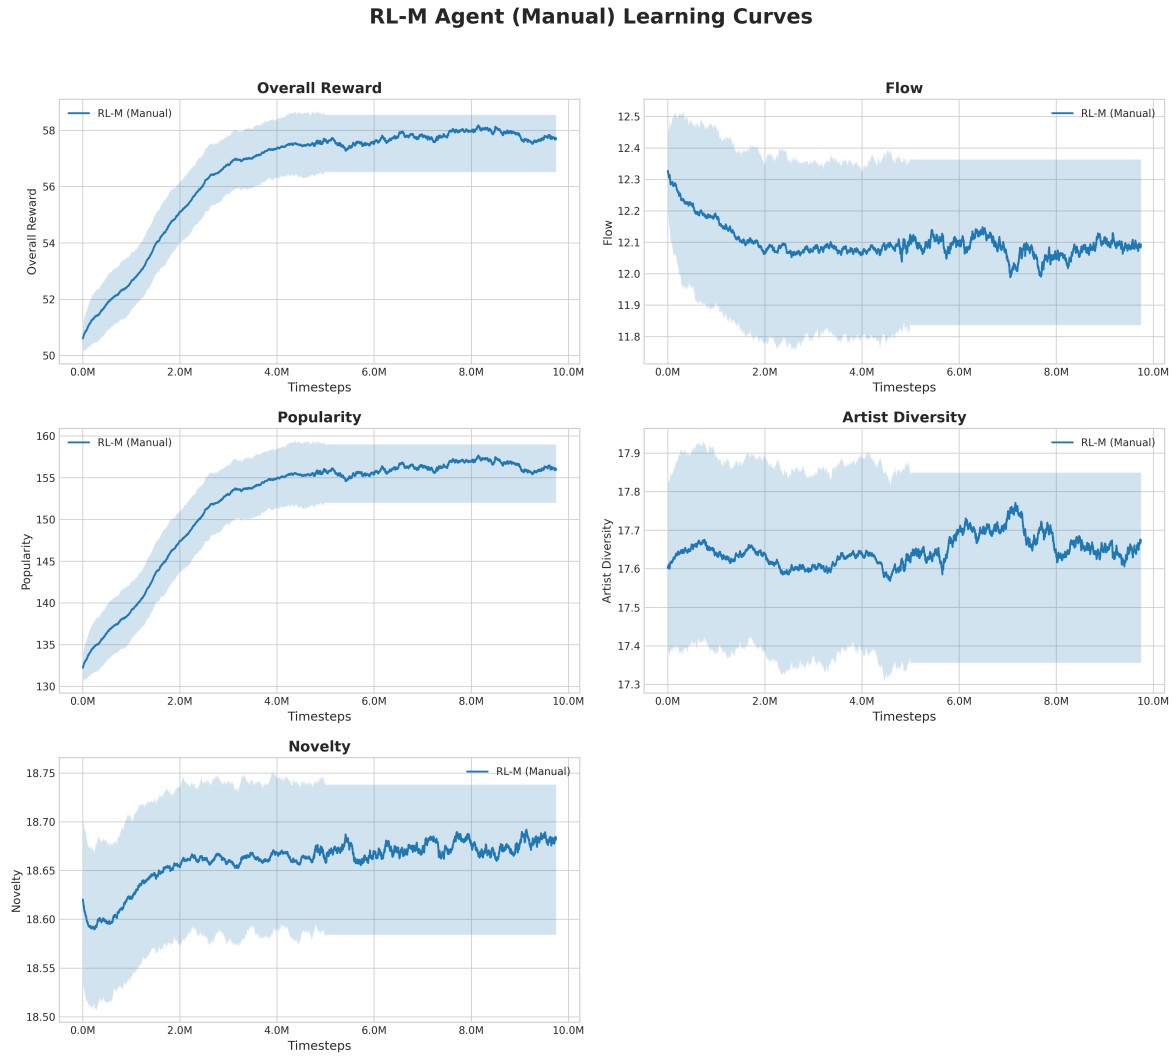 RL-M Agent (Manual) Learning Curves
Overall Reward
RL-M (Manual)
Overall Reward
58
56
54
52
50
0.0M 2.0M 4.0M 6.0M 8.0M 10.0M
Timesteps
Flow
RL-M (Manual)
Flow
12.5
12.4
12.3
12.2
12.1
12.0
11.9
11.8
0.0M 2.0M 4.0M 6.0M 8.0M 10.0M
Timesteps
Popularity
RL-M (Manual)
Popularity
160
155
150
145
140
135
130
0.0M 2.0M 4.0M 6.0M 8.0M 10.0M
Timesteps
Artist Diversity
RL-M (Manual)
Artist Diversity
17.9
17.8
17.7
17.6
17.5
17.4
17.3
0.0M 2.0M 4.0M 6.0M 8.0M 10.0M
Timesteps
Novelty
RL-M (Manual)
Novelty
18.75
18.70
18.65
18.60
18.55
18.50
0.0M 2.0M 4.0M 6.0M 8.0M 10.0M
Timesteps